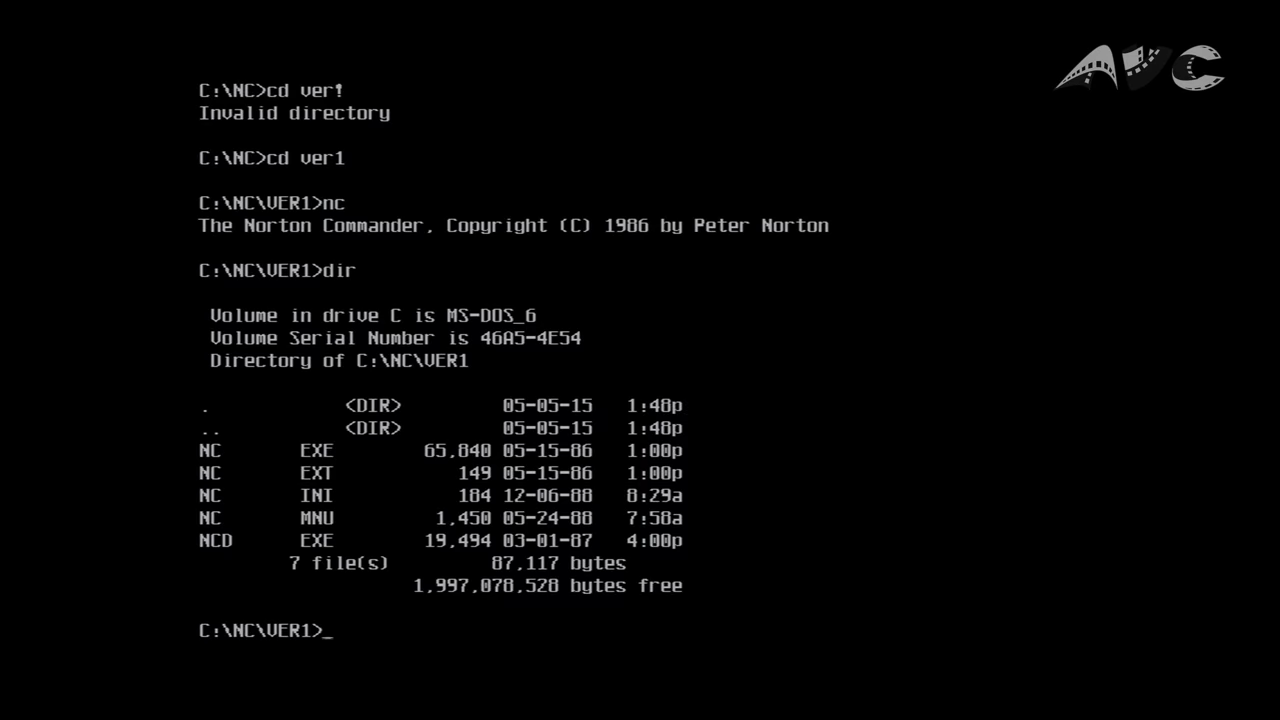 AVC
C:\NC>cd ver!
Invalid directory
C:\NC>cd ver1
C:\NC\VER1>nc
The Norton Commander, Copyright (C) 1986 by Peter Norton
C:\NC\VER1>dir
Volume in drive C is MS-DOS_6
Volume Serial Number is 46A5-4E54
Directory of C:\NC\VER1
. <DIR> 05-05-15 1:48p
.. <DIR> 05-05-15 1:48p
NC EXE 65,840 05-15-86 1:00p
NC EXT 149 05-15-86 1:00p
NC INI 184 12-06-88 8:29a
NC MNU 1,450 05-24-88 7:58a
NCD EXE 19,494 03-01-87 4:00p
7 file(s) 87,117 bytes
1,997,078,528 bytes free
C:\NC\VER1>_